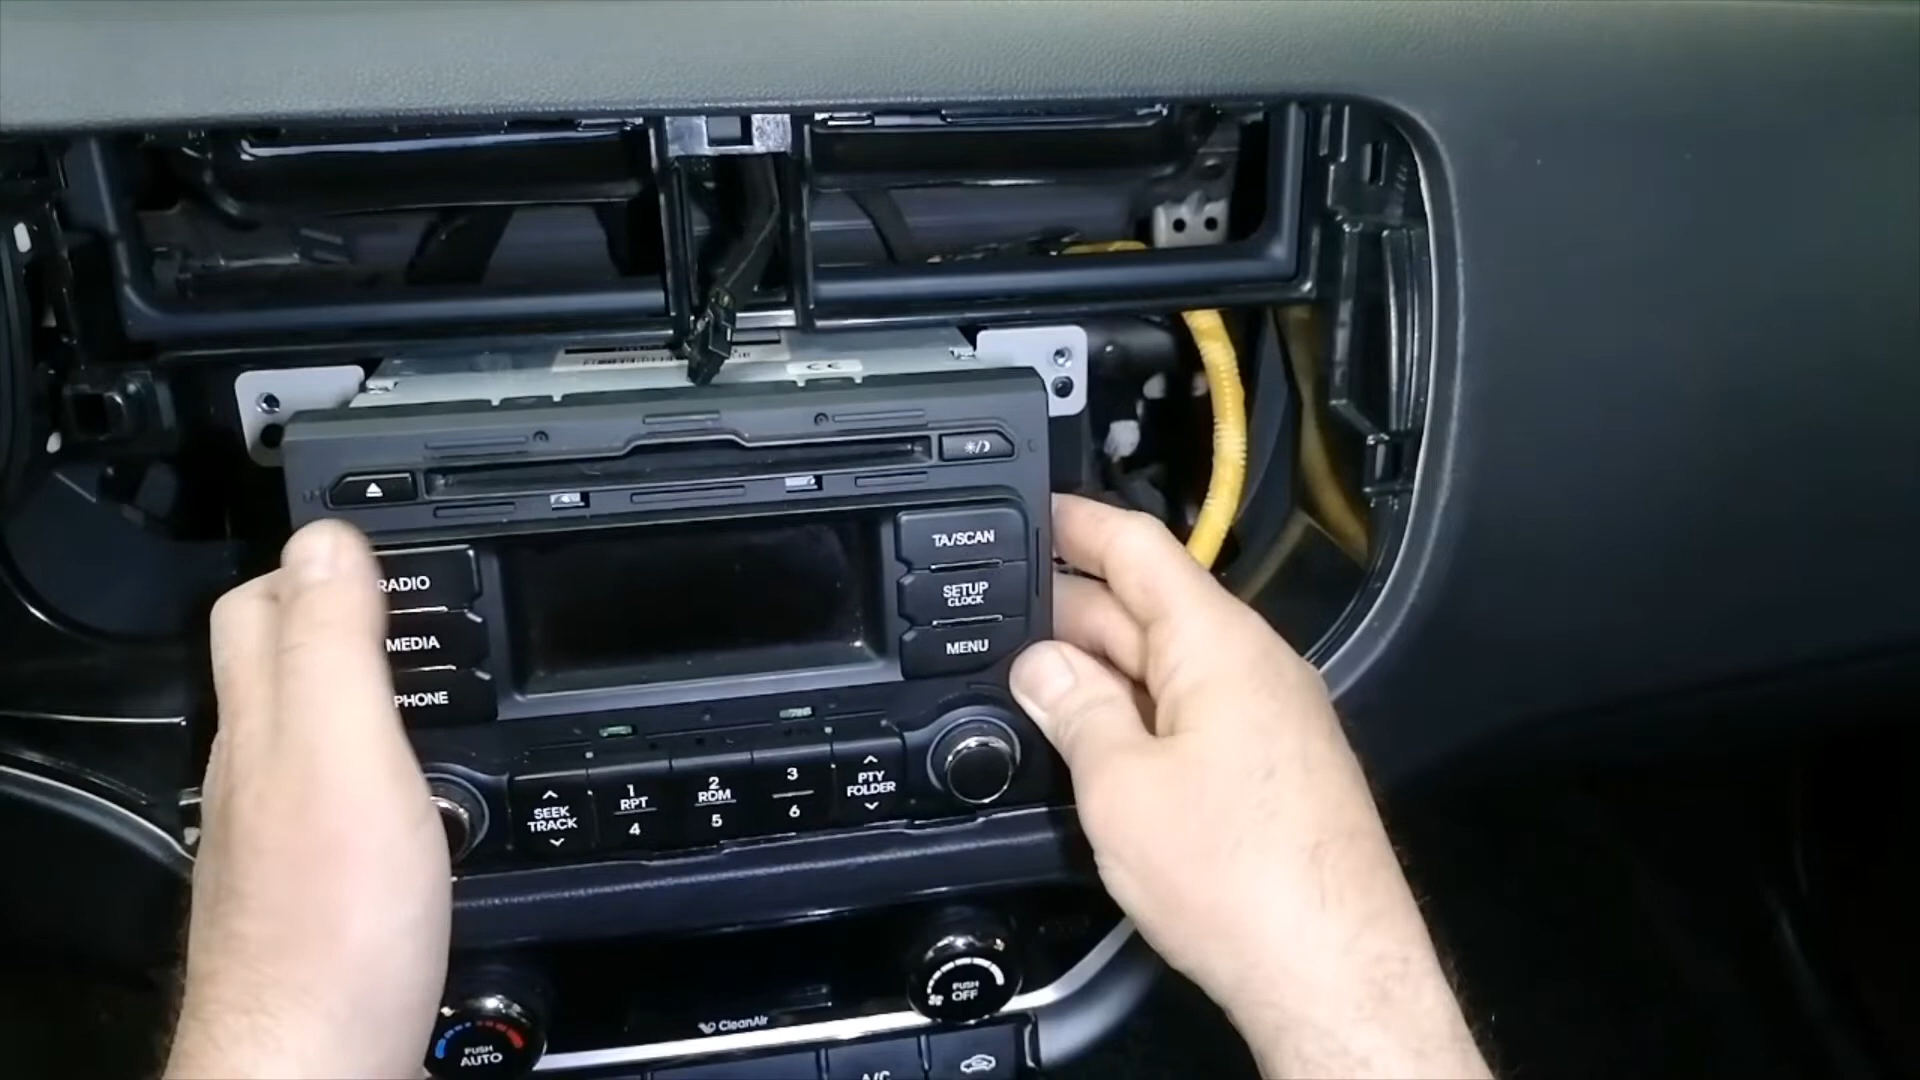 CE
RADIO
MEDIA
PHONE
TA/SCAN
SETUP
CLOCK
MENU
SEEK
TRACK
1
RPT
4
2
RDM
5
3
6
PTY
FOLDER
PUSH
OFF
CleanAir
PUSH
AUTO
A/C